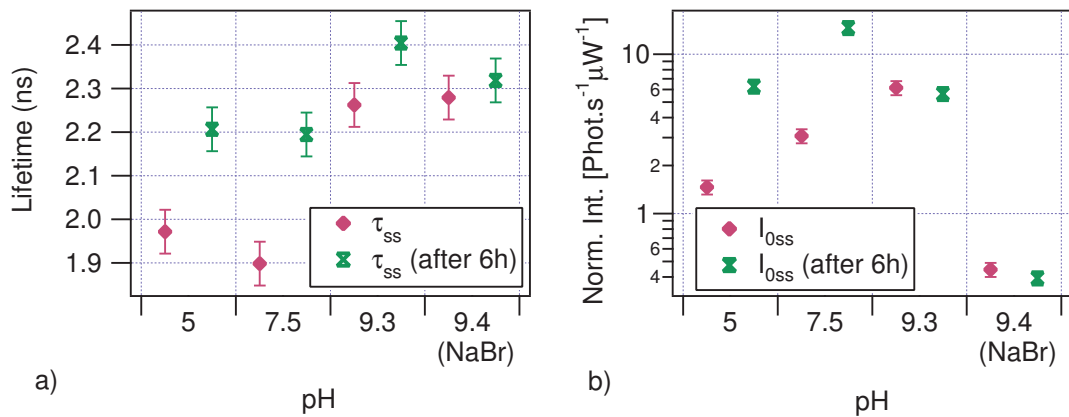 Lifetime (ns)
2.4
2.3
2.2
2.1
2.0
1.9
τss
τss (after 6h)
5
7.5
9.3
9.4
(NaBr)
pH
a)
Norm. Int. [Phot.s⁻¹µW⁻¹]
10
6
4
2
1
6
4
I0ss
I0ss (after 6h)
5
7.5
9.3
9.4
(NaBr)
pH
b)